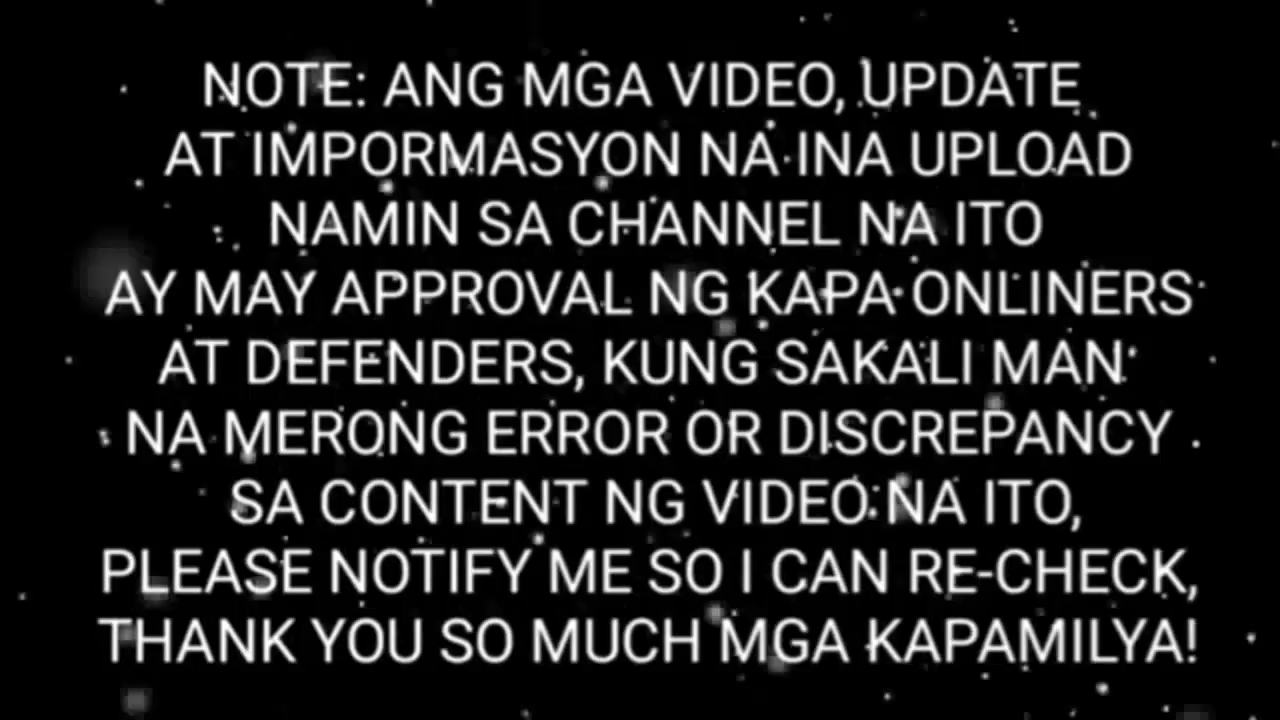 NOTE: ANG MGA VIDEO, UPDATE
AT IMPORMASYON NA INA UPLOAD
NAMIN SA CHANNEL NA ITO
AY MAY APPROVAL NG KAPA ONLINERS
AT DEFENDERS, KUNG SAKALI MAN
NA MERONG ERROR OR DISCREPANCY
SA CONTENT NG VIDEO NA ITO,
PLEASE NOTIFY ME SO I CAN RE-CHECK,
THANK YOU SO MUCH MGA KAPAMILYA!